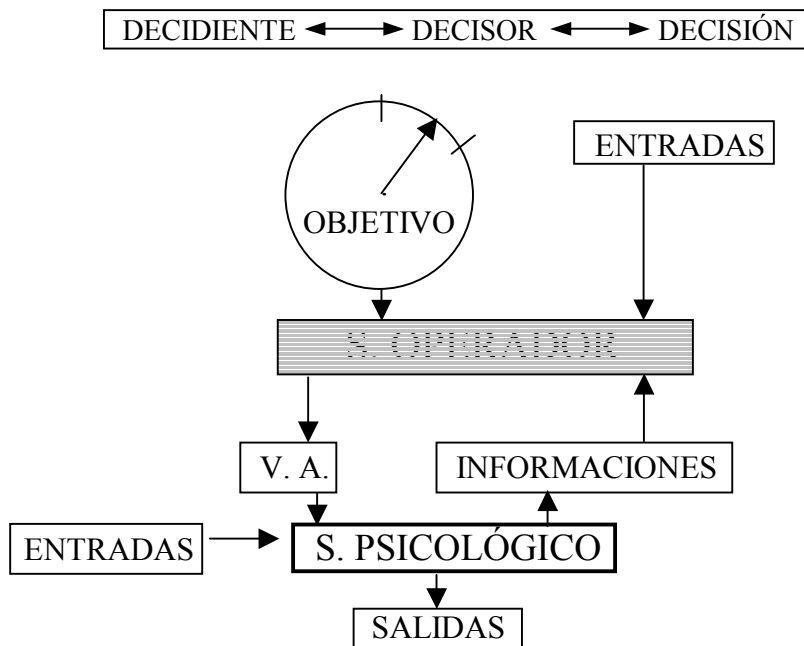 DECIDIENTE DECISOR DECISIÓN
ENTRADAS
OBJETIVO
S. OPERADOR
V. A.
INFORMACIONES
ENTRADAS
S. PSICOLÓGICO
SALIDAS